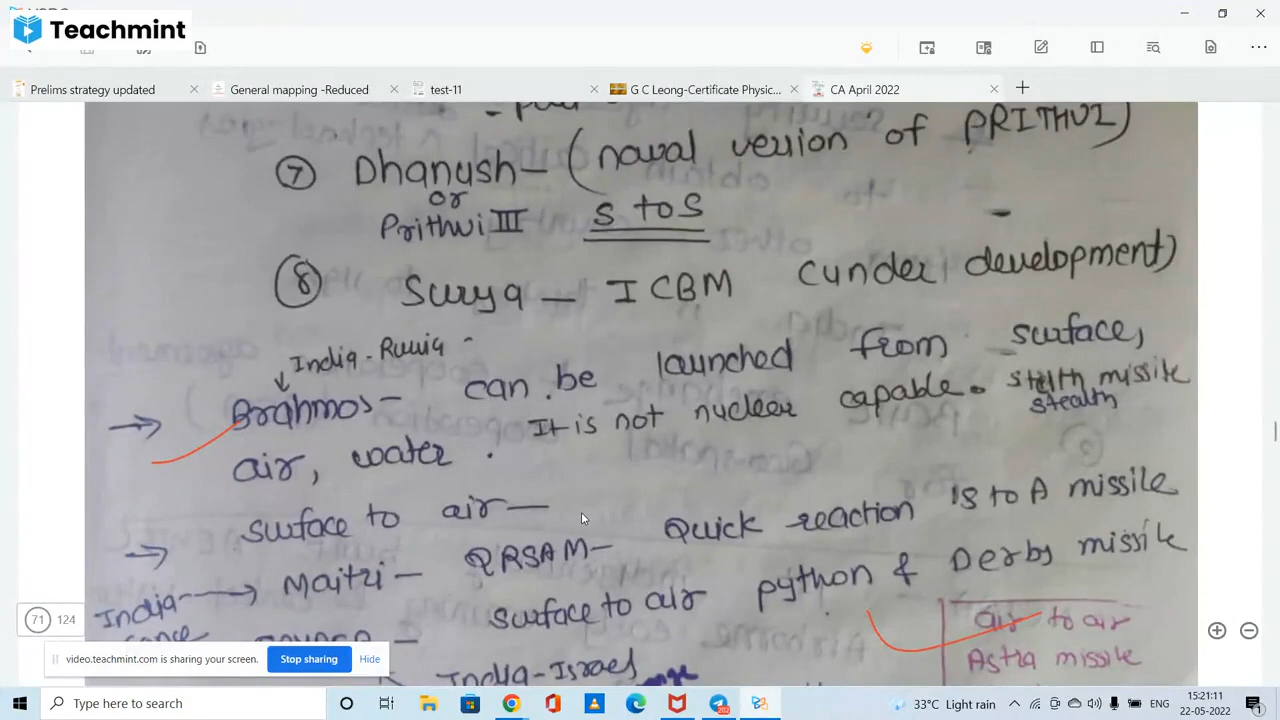 Teachmint
Prelims strategy updated
General mapping -Reduced
test-11
G C Leong-Certificate Physic...
CA April 2022
⑦ Dhanush - (naval version of PRITHVI)
or
Prithvi III S to S
⑧ Surya - ICBM (under development)
India-Russia
→ Brahmos - can be launched from surface,
It is not nuclear capable. stelth missile
stealth
air, water.
→ surface to air -
QRSAM - Quick reaction S to A missile
India → Maitri - surface to air python & Derby missile
air to air
India-Israel
Astra missile
71 124
video.teachmint.com is sharing your screen. Stop sharing Hide
Type here to search
202
33°C Light rain
ENG
15:21:11
22-05-2022
1